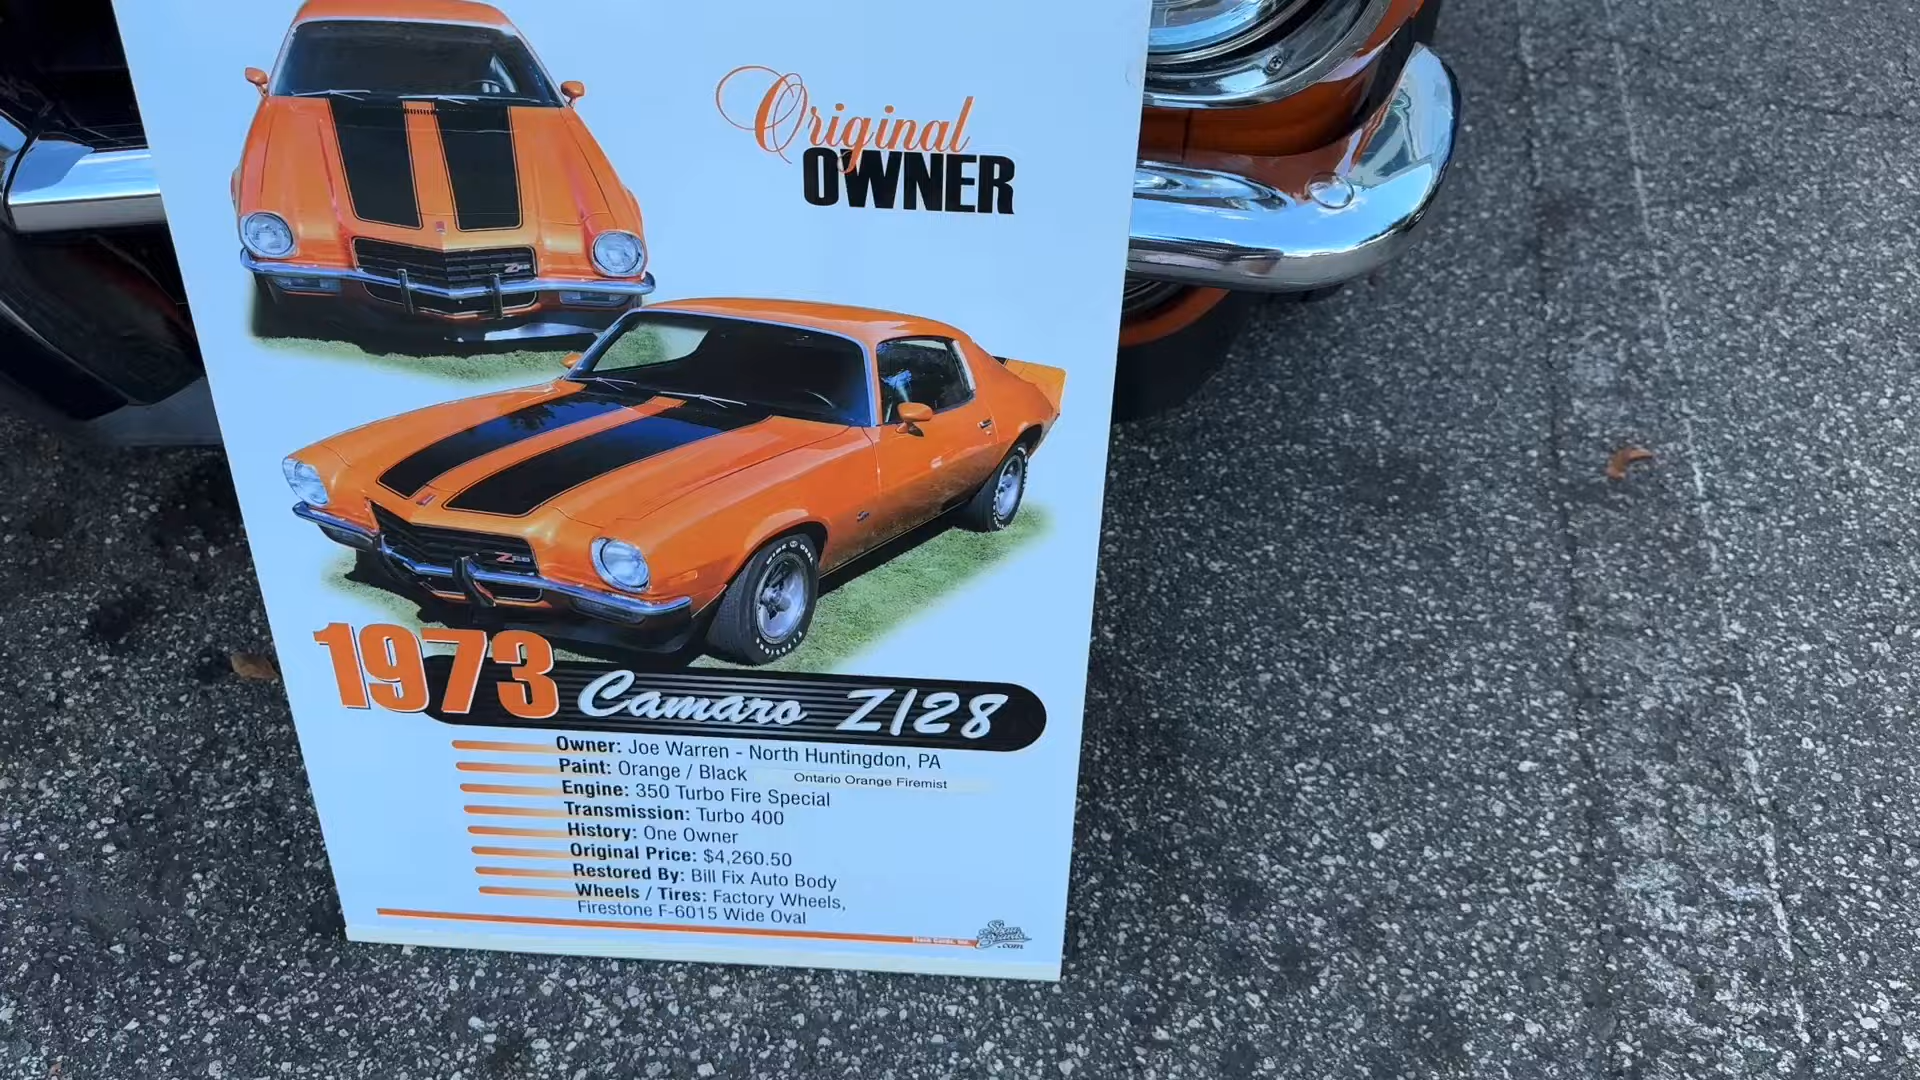 Original
OWNER
1973 Camaro Z/28
Owner: Joe Warren - North Huntingdon, PA
Paint: Orange / Black Ontario Orange Firemist
Engine: 350 Turbo Fire Special
Transmission: Turbo 400
History: One Owner
Original Price: $4,260.50
Restored By: Bill Fix Auto Body
Wheels / Tires: Factory Wheels,
Firestone F-6015 Wide Oval